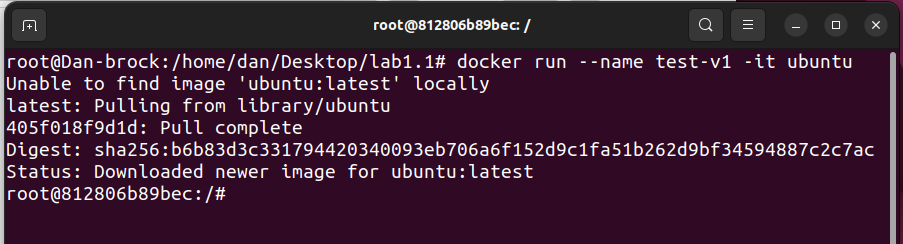 root@812806b89bec: /
root@Dan-brock:/home/dan/Desktop/lab1.1# docker run --name test-v1 -it ubuntu
Unable to find image 'ubuntu:latest' locally
latest: Pulling from library/ubuntu
405f018f9d1d: Pull complete
Digest: sha256:b6b83d3c331794420340093eb706a6f152d9c1fa51b262d9bf34594887c2c7ac
Status: Downloaded newer image for ubuntu:latest
root@812806b89bec:/#